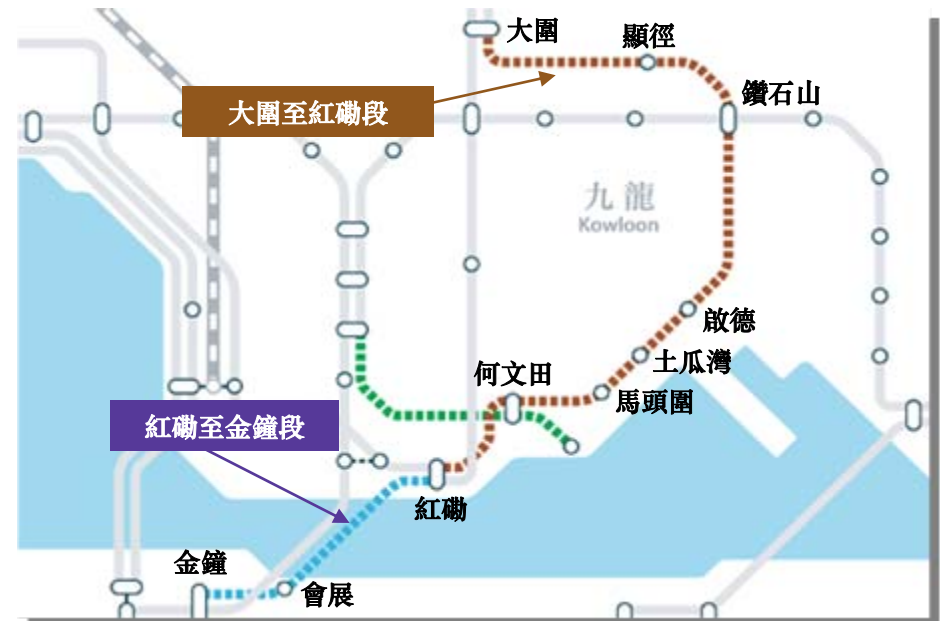 大圍
顯徑
鑽石山
大圍至紅磡段
九龍
Kowloon
啟德
土瓜灣
何文田
馬頭圍
紅磡至金鐘段
紅磡
金鐘
會展